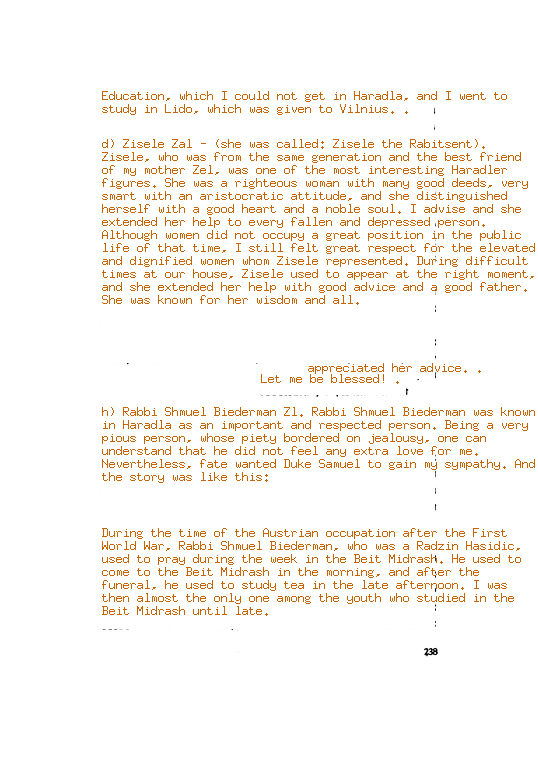 Education, which I could not get in Haradla, and I went to
study in Lido, which was given to Vilnius. .
d) Zisele Zal - (she was called: Zisele the Rabitsent).
Zisele, who was from the same generation and the best friend
of my mother Zel, was one of the most interesting Haradler
figures. She was a righteous woman with many good deeds, very
smart with an aristocratic attitude, and she distinguished
herself with a good heart and a noble soul. I advise and she
extended her help to every fallen and depressed person.
Although women did not occupy a great position in the public
life of that time, I still felt great respect for the elevated
and dignified women whom Zisele represented. During difficult
times at our house, Zisele used to appear at the right moment,
and she extended her help with good advice and a good father.
She was known for her wisdom and all.
appreciated her advice. .
Let me be blessed! .
h) Rabbi Shmuel Biederman Zl. Rabbi Shmuel Biederman was known
in Haradla as an important and respected person. Being a very
pious person, whose piety bordered on jealousy, one can
understand that he did not feel any extra love for me.
Nevertheless, fate wanted Duke Samuel to gain my sympathy. And
the story was like this:
During the time of the Austrian occupation after the First
World War, Rabbi Shmuel Biederman, who was a Radzin Hasidic,
used to pray during the week in the Beit Midrash. He used to
come to the Beit Midrash in the morning, and after the
funeral, he used to study tea in the late afternoon. I was
then almost the only one among the youth who studied in the
Beit Midrash until late.
238